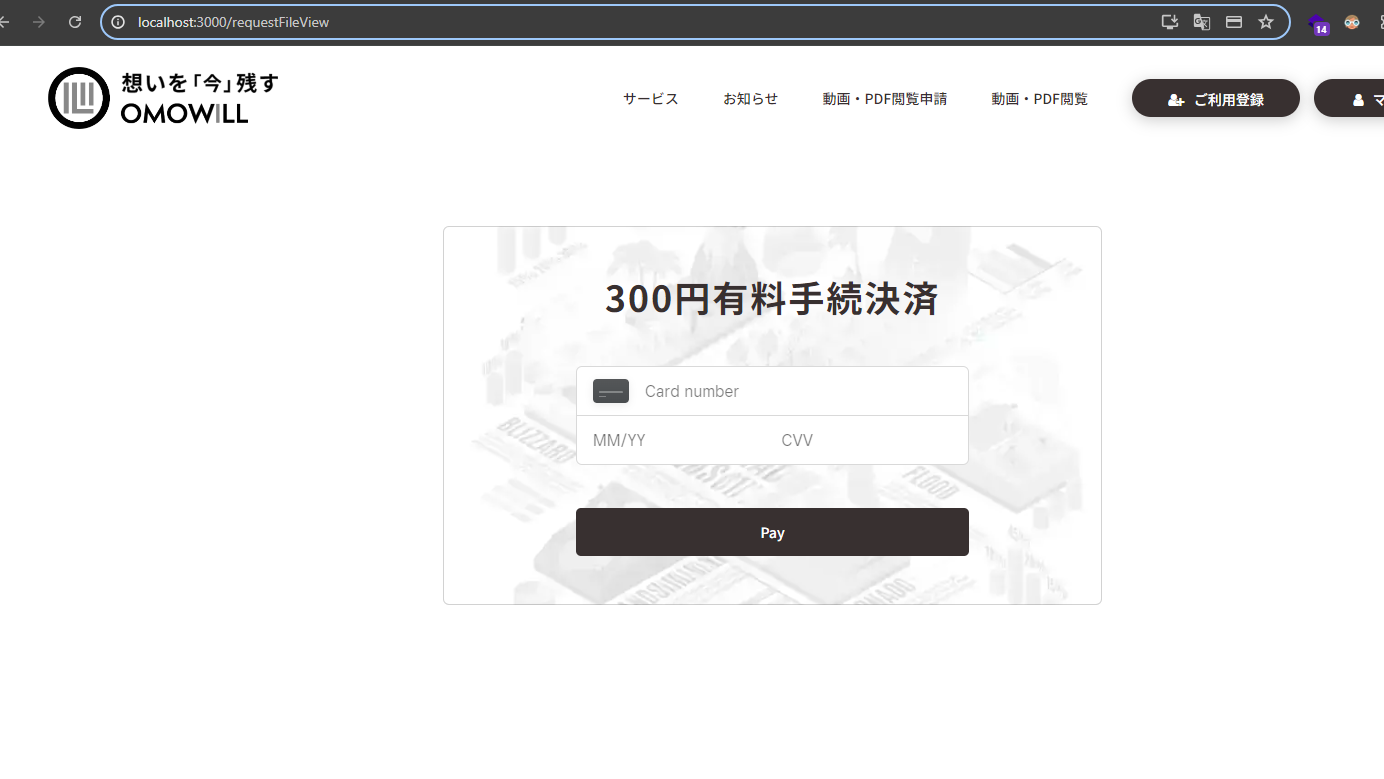 localhost:3000/requestFileView
14
想いを「今」残す
OMOWILL
サービス
お知らせ
動画・PDF閲覧申請
動画・PDF閲覧
ご利用登録
マ
300円有料手続決済
Card number
MM/YY
CVV
BLIZZARD
FLOOD
Pay